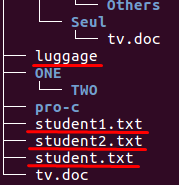 Others
Seul
tv.doc
luggage
ONE
TWO
pro-c
student1.txt
student2.txt
student.txt
tv.doc